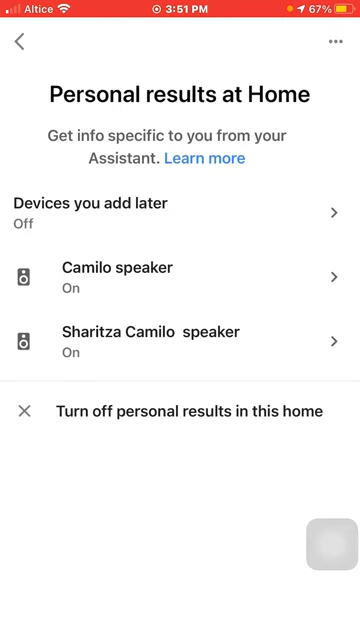 Altice 3:51 PM 67%
Personal results at Home
Get info specific to you from your
Assistant. Learn more
Devices you add later
Off
Camilo speaker
On
Sharitza Camilo speaker
On
Turn off personal results in this home